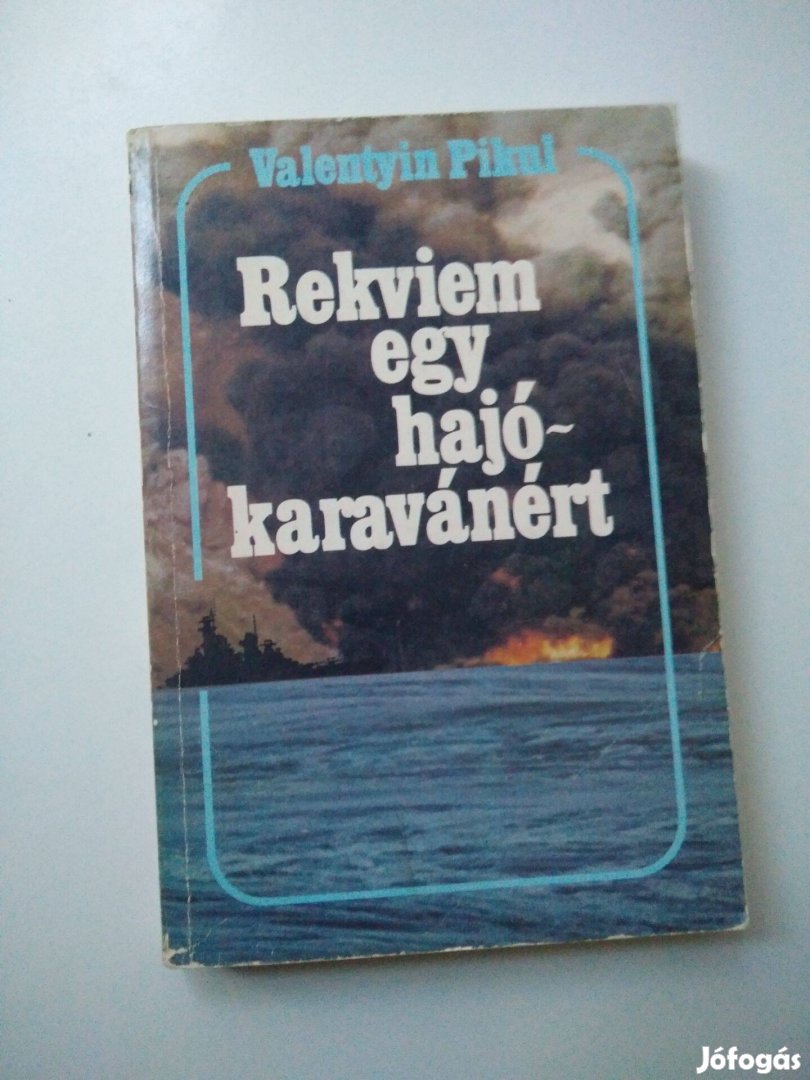 Valentyin Pikul
Rekviem
egy
hajó-
karavánért
Jófogás